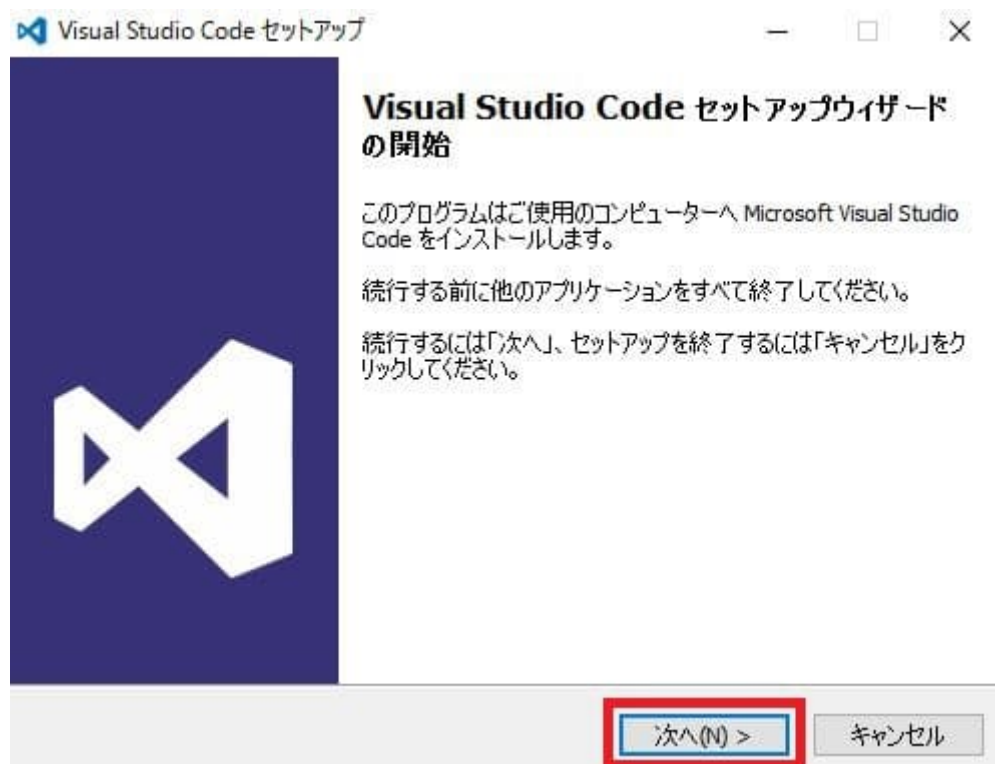 Visual Studio Code セットアップ
Visual Studio Code セットアップウィザード
の開始
このプログラムはご使用のコンピューターへ Microsoft Visual Studio
Code をインストールします。
続行する前に他のアプリケーションをすべて終了してください。
続行するには「次へ」、セットアップを終了するには「キャンセル」をク
リックしてください。
次へ(N) >
キャンセル